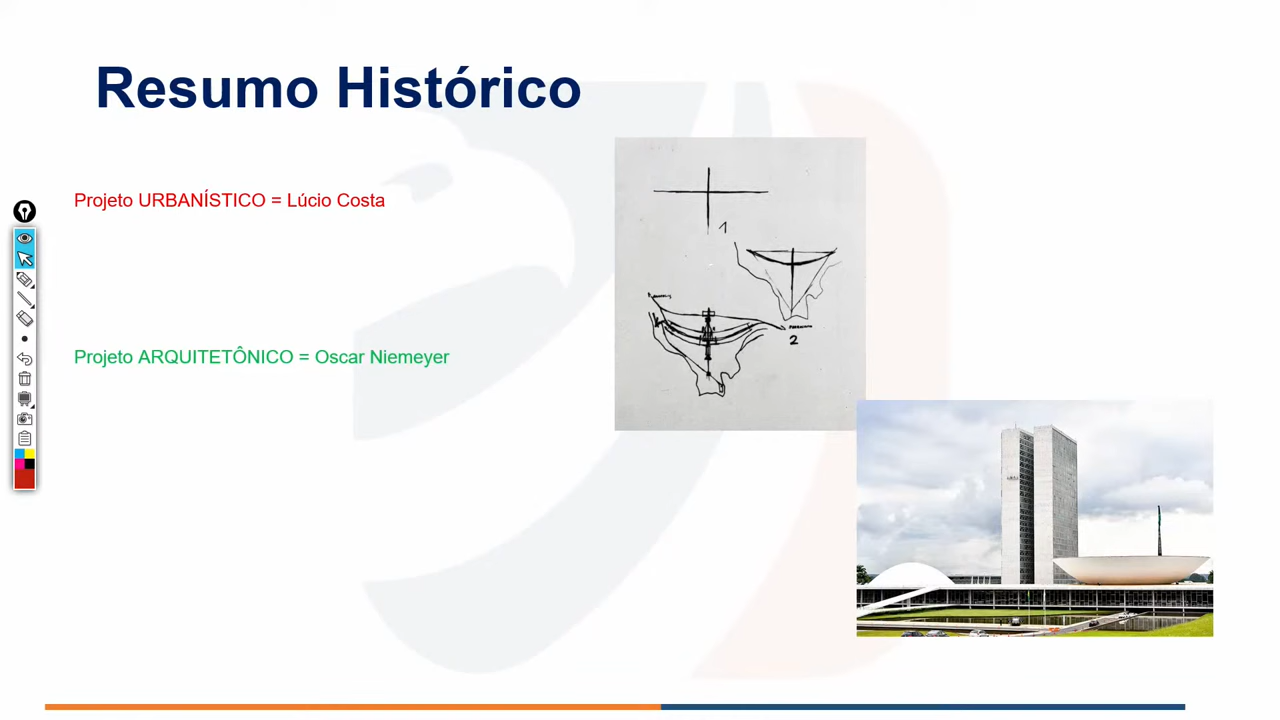 Resumo Histórico
Projeto URBANÍSTICO = Lúcio Costa
1
2
Projeto ARQUITETÔNICO = Oscar Niemeyer